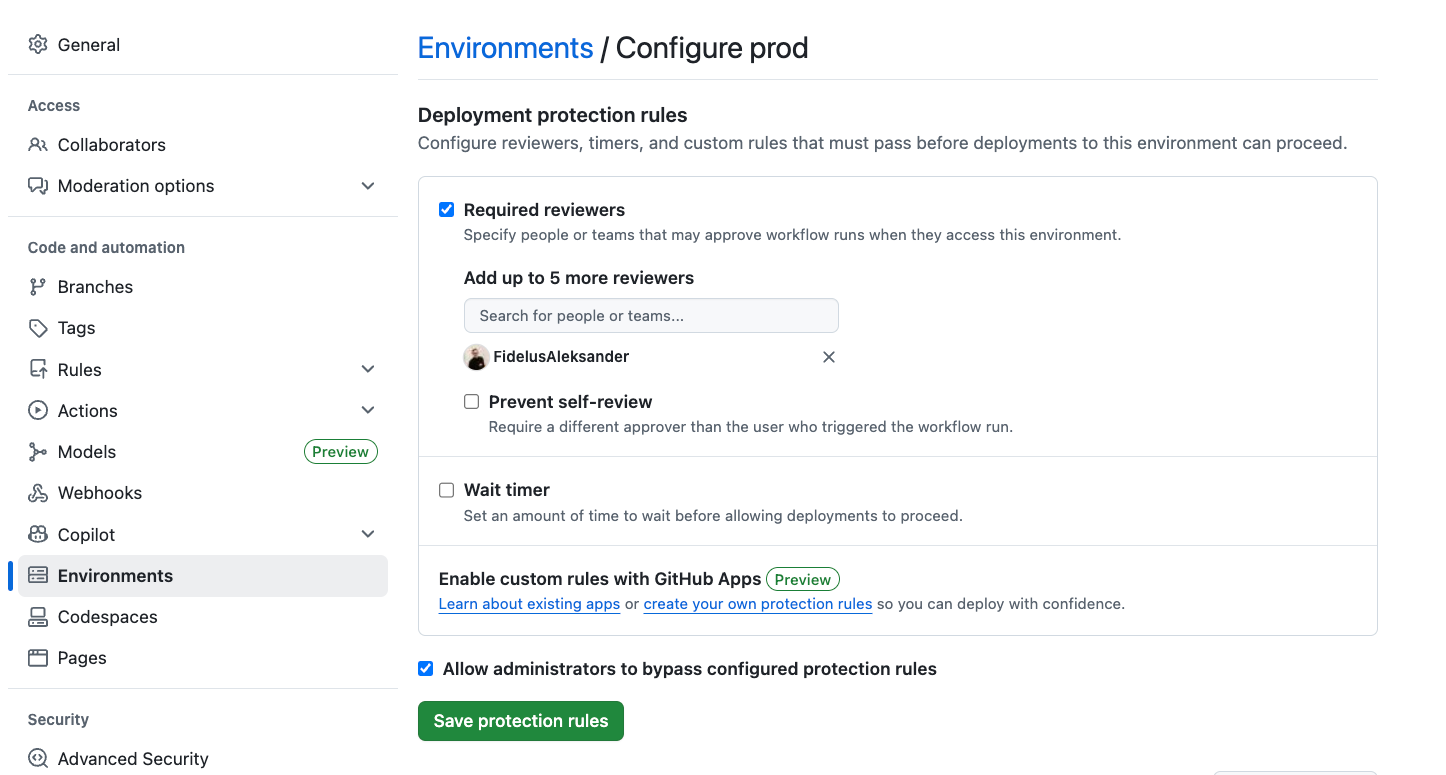 General
Access
Collaborators
Moderation options
Code and automation
Branches
Tags
Rules
Actions
Models Preview
Webhooks
Copilot
Environments
Codespaces
Pages
Security
Advanced Security
Environments / Configure prod
Deployment protection rules
Configure reviewers, timers, and custom rules that must pass before deployments to this environment can proceed.
Required reviewers
Specify people or teams that may approve workflow runs when they access this environment.
Add up to 5 more reviewers
Search for people or teams...
FidelusAleksander
Prevent self-review
Require a different approver than the user who triggered the workflow run.
Wait timer
Set an amount of time to wait before allowing deployments to proceed.
Enable custom rules with GitHub Apps Preview
Learn about existing apps or create your own protection rules so you can deploy with confidence.
Allow administrators to bypass configured protection rules
Save protection rules